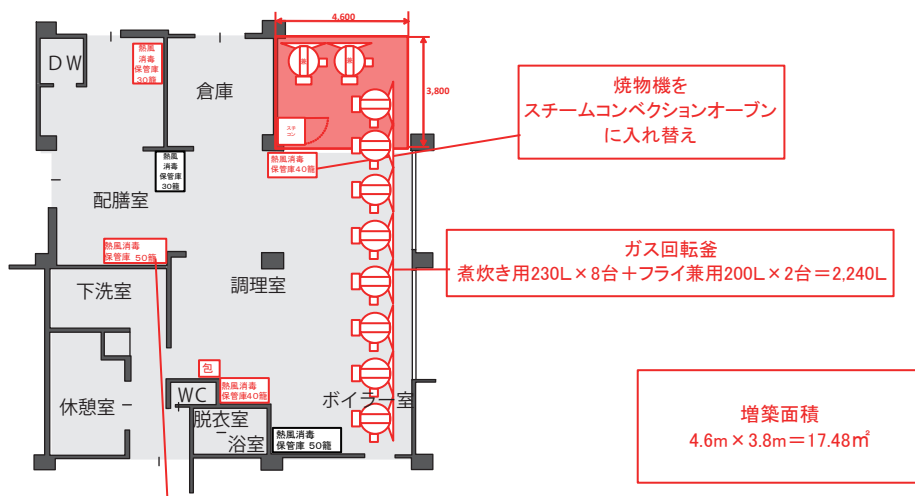 4,600
3,800
DW
熱風
消毒
保管庫
30籠
倉庫
兼
兼
スチ
コン
焼物機を
スチームコンベクションオーブン
に入れ替え
熱風
消毒
保管庫
30籠
熱風消毒
保管庫40籠
配膳室
熱風消毒
保管庫 50籠
下洗室
調理室
ガス回転釜
煮炊き用230L×8台+フライ兼用200L×2台=2,240L
包
WC
熱風消毒
保管庫40籠
休憩室
脱衣室
浴室
ボイラー室
熱風消毒
保管庫 50籠
増築面積
4.6m×3.8m=17.48㎡